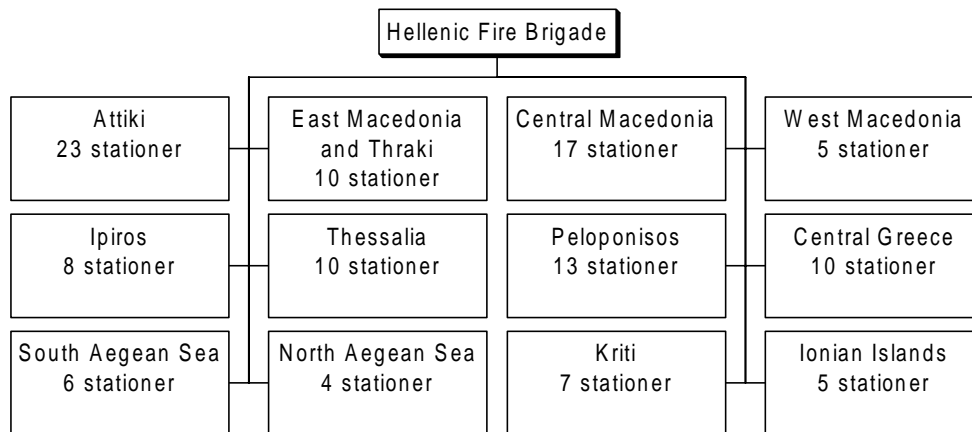 Hellenic Fire Brigade
Attiki
23 stationer
East Macedonia
and Thraki
10 stationer
Central Macedonia
17 stationer
West Macedonia
5 stationer
Ipiros
8 stationer
Thessalia
10 stationer
Peloponisos
13 stationer
Central Greece
10 stationer
South Aegean Sea
6 stationer
North Aegean Sea
4 stationer
Kriti
7 stationer
Ionian Islands
5 stationer